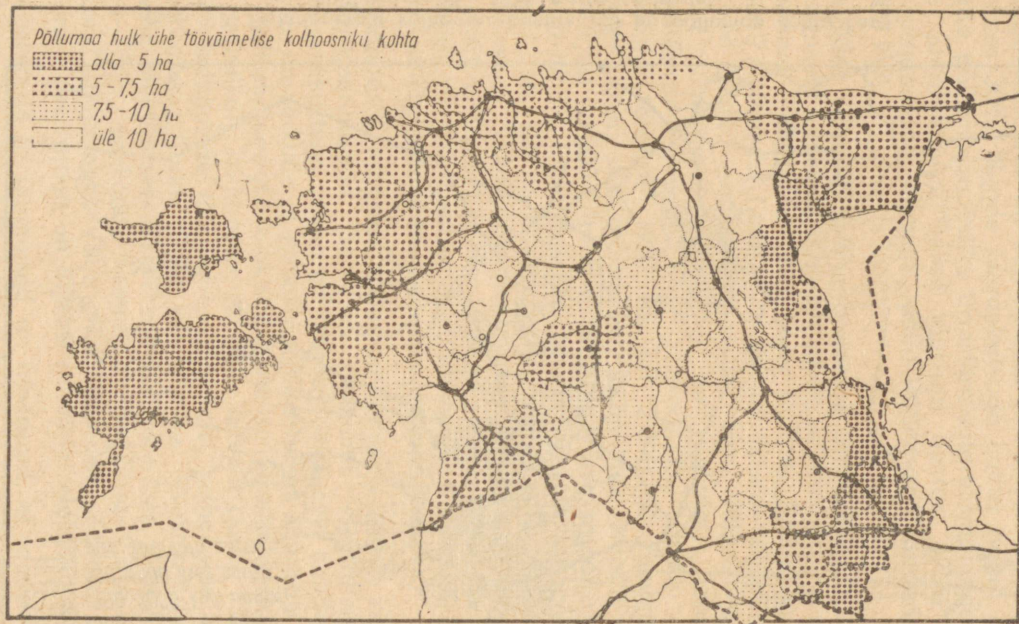 Põllumaa hulk ühe töövõimelise kolhoosniku kohta
alla 5 ha
5-7,5 ha
7,5-10 ha
üle 10 ha